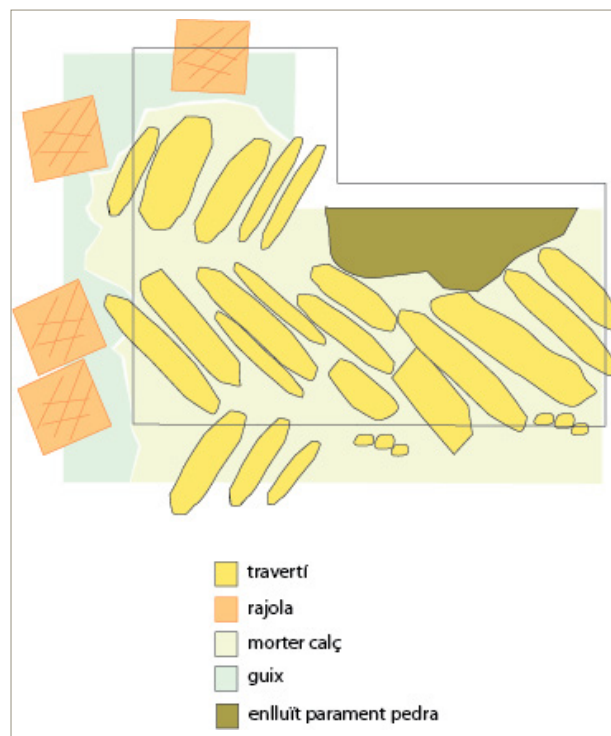 travertí
rajola
morter calç
guix
enlluït parament pedra